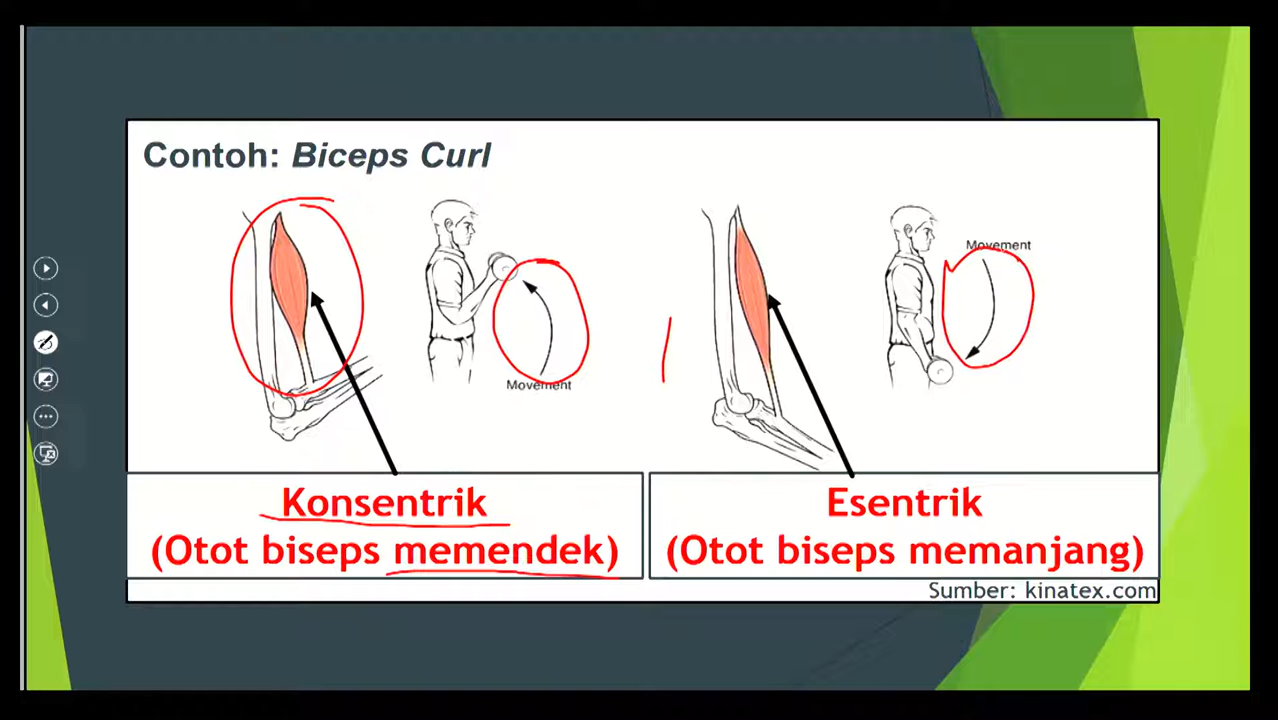 Contoh: Biceps Curl
Movement
Movement
Konsentrik
(Otot biseps memendek)
Esentrik
(Otot biseps memanjang)
Sumber: kinatex.com